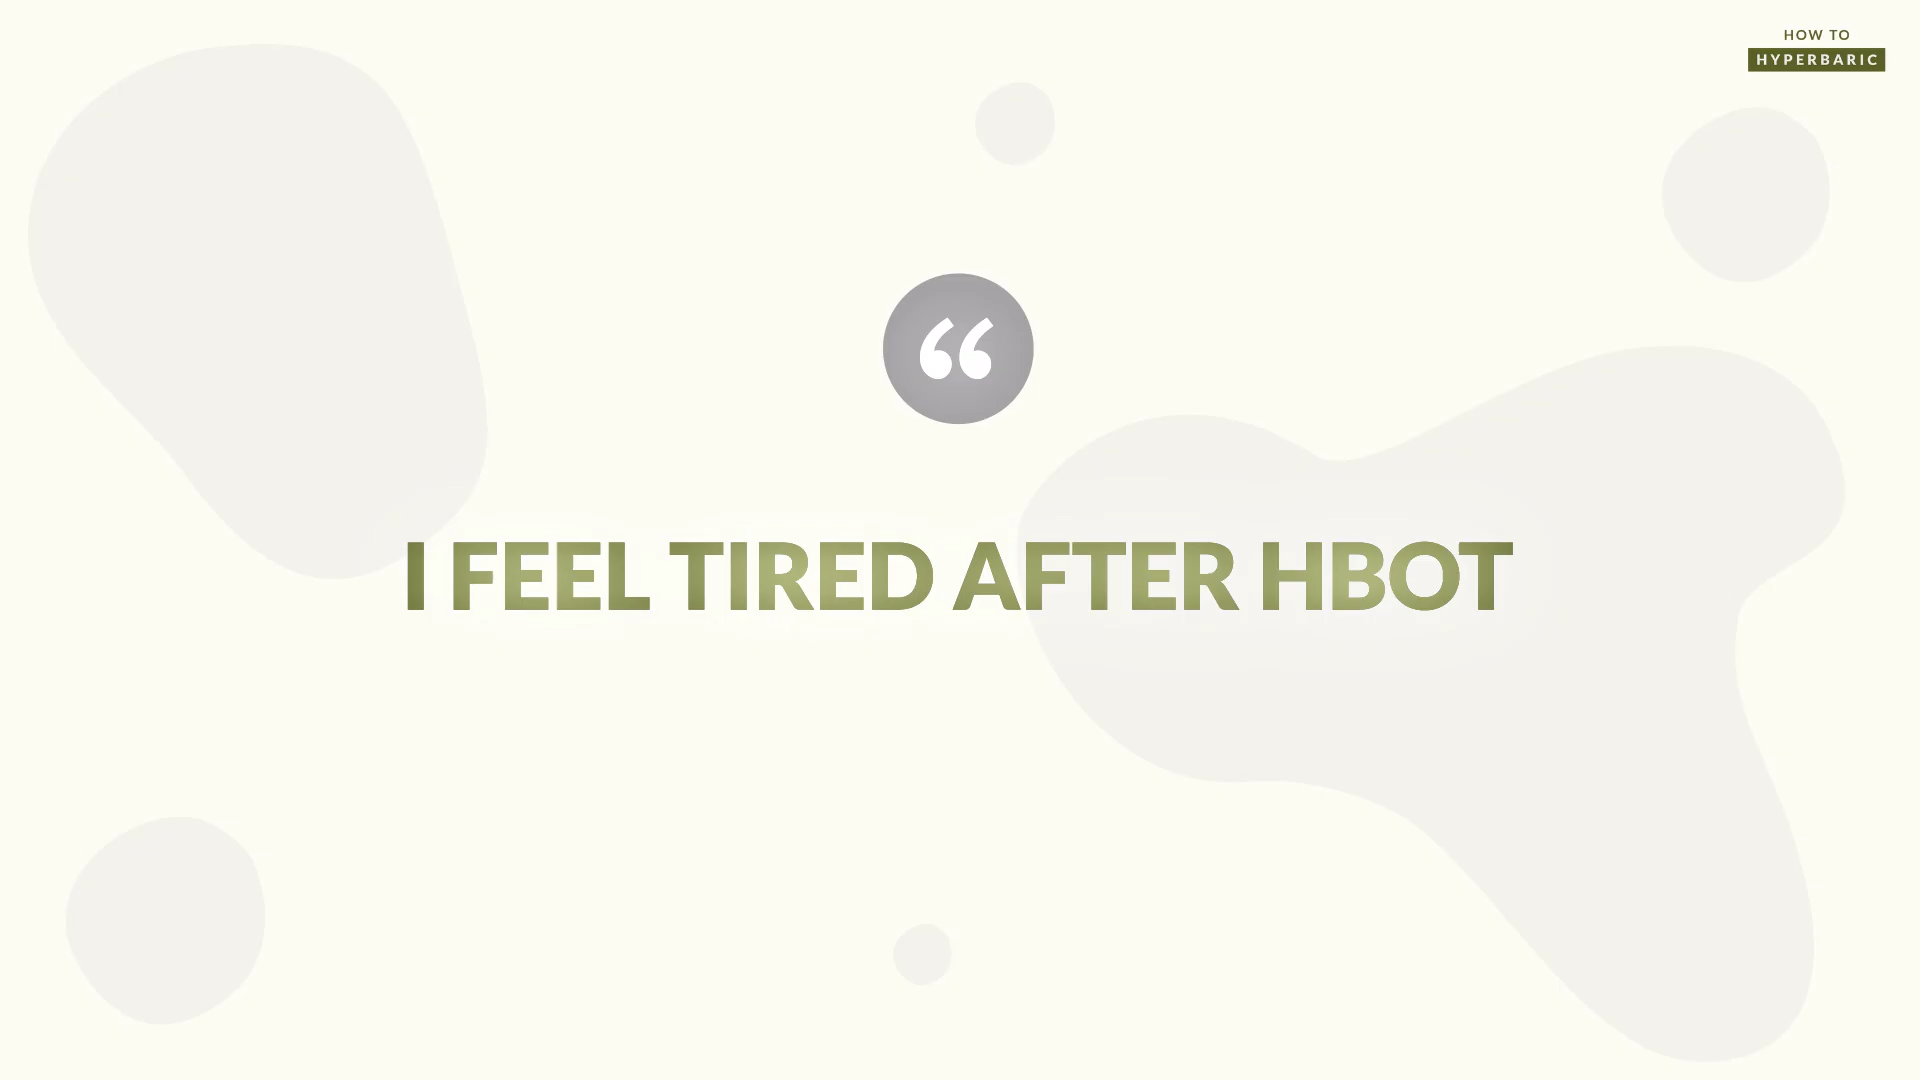 HOW TO
HYPERBARIC
“
I FEEL TIRED AFTER HBOT